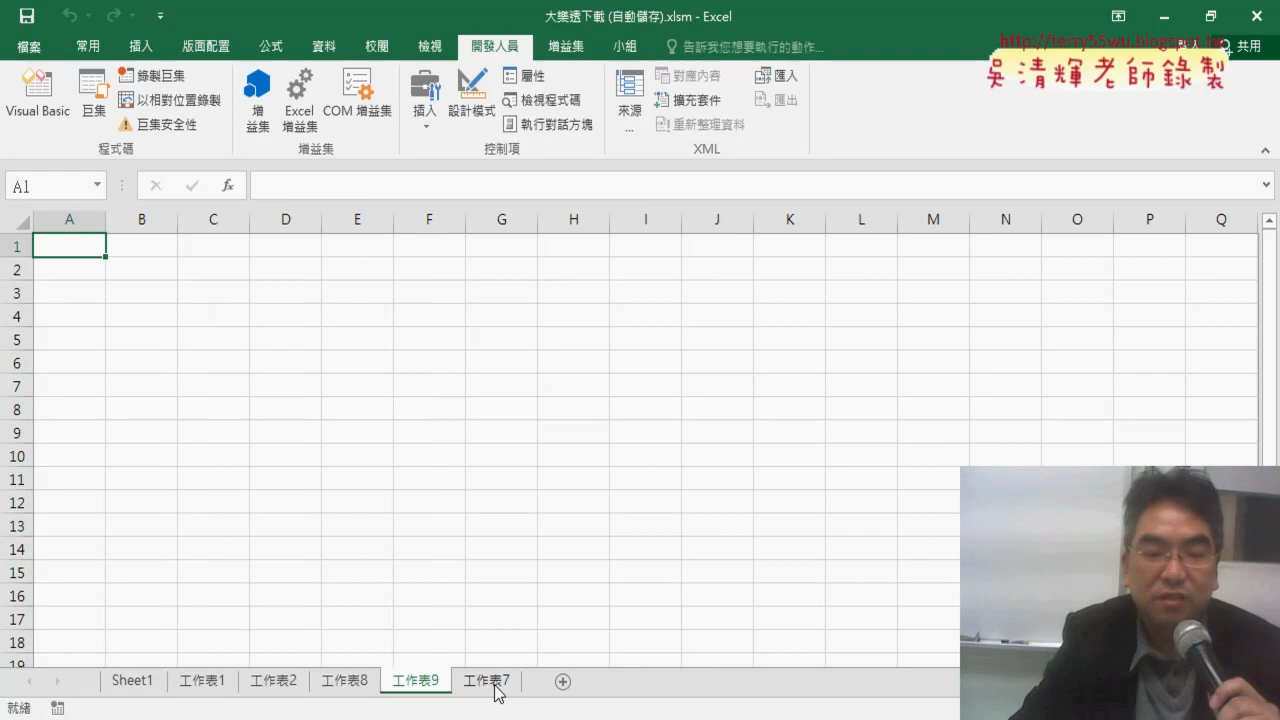 大樂透下載 (自動儲存).xlsm - Excel
檔案 常用 插入 版面配置 公式 資料 校閱 檢視 開發人員 增益集 小組 告訴我您想要執行的動作... 共用
http://terry55wu.blogspot.tw
吳清輝老師錄製
Visual Basic 巨集 錄製巨集 以相對位置錄製 巨集安全性
增益集 Excel 增益集 COM 增益集
插入 設計模式 屬性 檢視程式碼 執行對話方塊
來源... 對應內容 擴充套件 重新整理資料 匯入 匯出
程式碼 增益集 控制項 XML
A1 fx
A B C D E F G H I J K L M N O P Q
1
2
3
4
5
6
7
8
9
10
11
12
13
14
15
16
17
18
19
Sheet1 工作表1 工作表2 工作表8 工作表9 工作表7
就緒